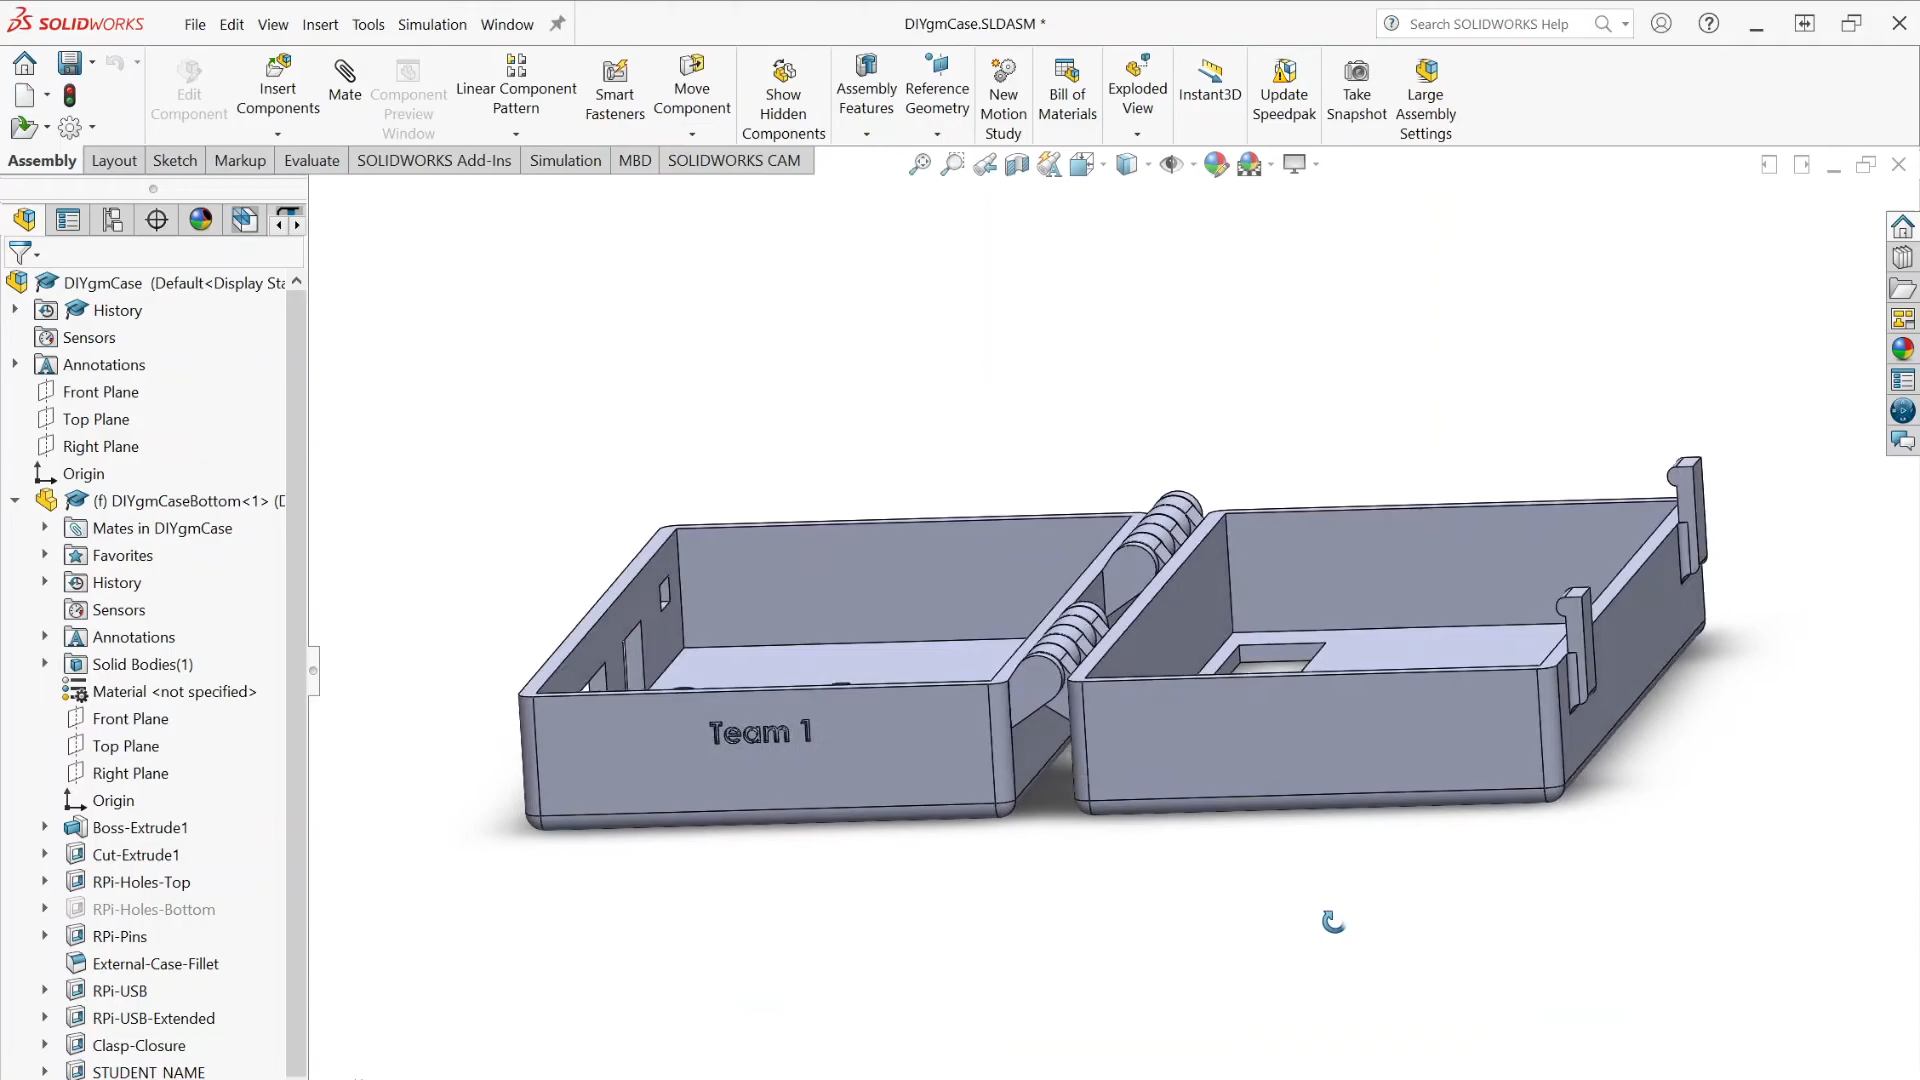 SOLIDWORKS File Edit View Insert Tools Simulation Window DIYgmCase.SLDASM * Search SOLIDWORKS Help
Edit Component
Insert Components
Mate
Component Preview Window
Linear Component Pattern
Smart Fasteners
Move Component
Show Hidden Components
Assembly Features
Reference Geometry
New Motion Study
Bill of Materials
Exploded View
Instant3D
Update Speedpak
Take Snapshot
Large Assembly Settings
Assembly Layout Sketch Markup Evaluate SOLIDWORKS Add-Ins Simulation MBD SOLIDWORKS CAM
DIYgmCase (Default<Display Sta
History
Sensors
Annotations
Front Plane
Top Plane
Right Plane
Origin
(f) DIYgmCaseBottom<1> (D
Mates in DIYgmCase
Favorites
History
Sensors
Annotations
Solid Bodies(1)
Material <not specified>
Front Plane
Top Plane
Right Plane
Origin
Boss-Extrude1
Cut-Extrude1
RPi-Holes-Top
RPi-Holes-Bottom
RPi-Pins
External-Case-Fillet
RPi-USB
RPi-USB-Extended
Clasp-Closure
STUDENT NAME
Team 1